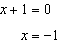 x + 1 = 0
x = −1